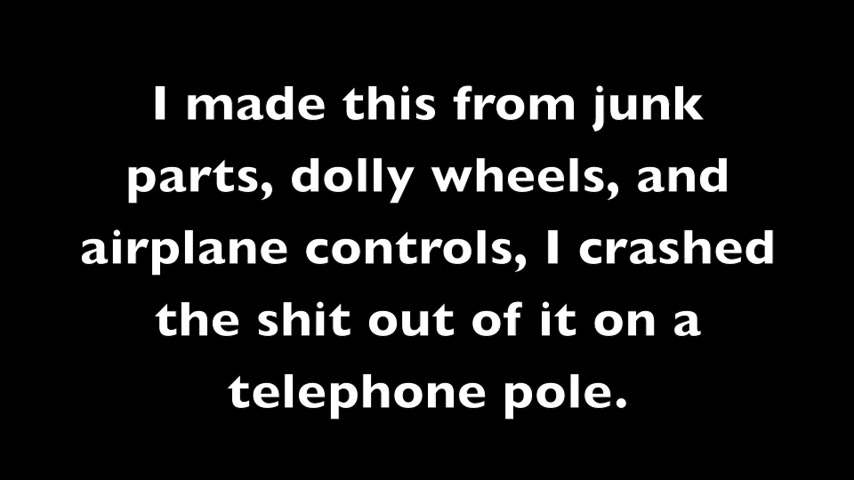 I made this from junk
parts, dolly wheels, and
airplane controls, I crashed
the shit out of it on a
telephone pole.